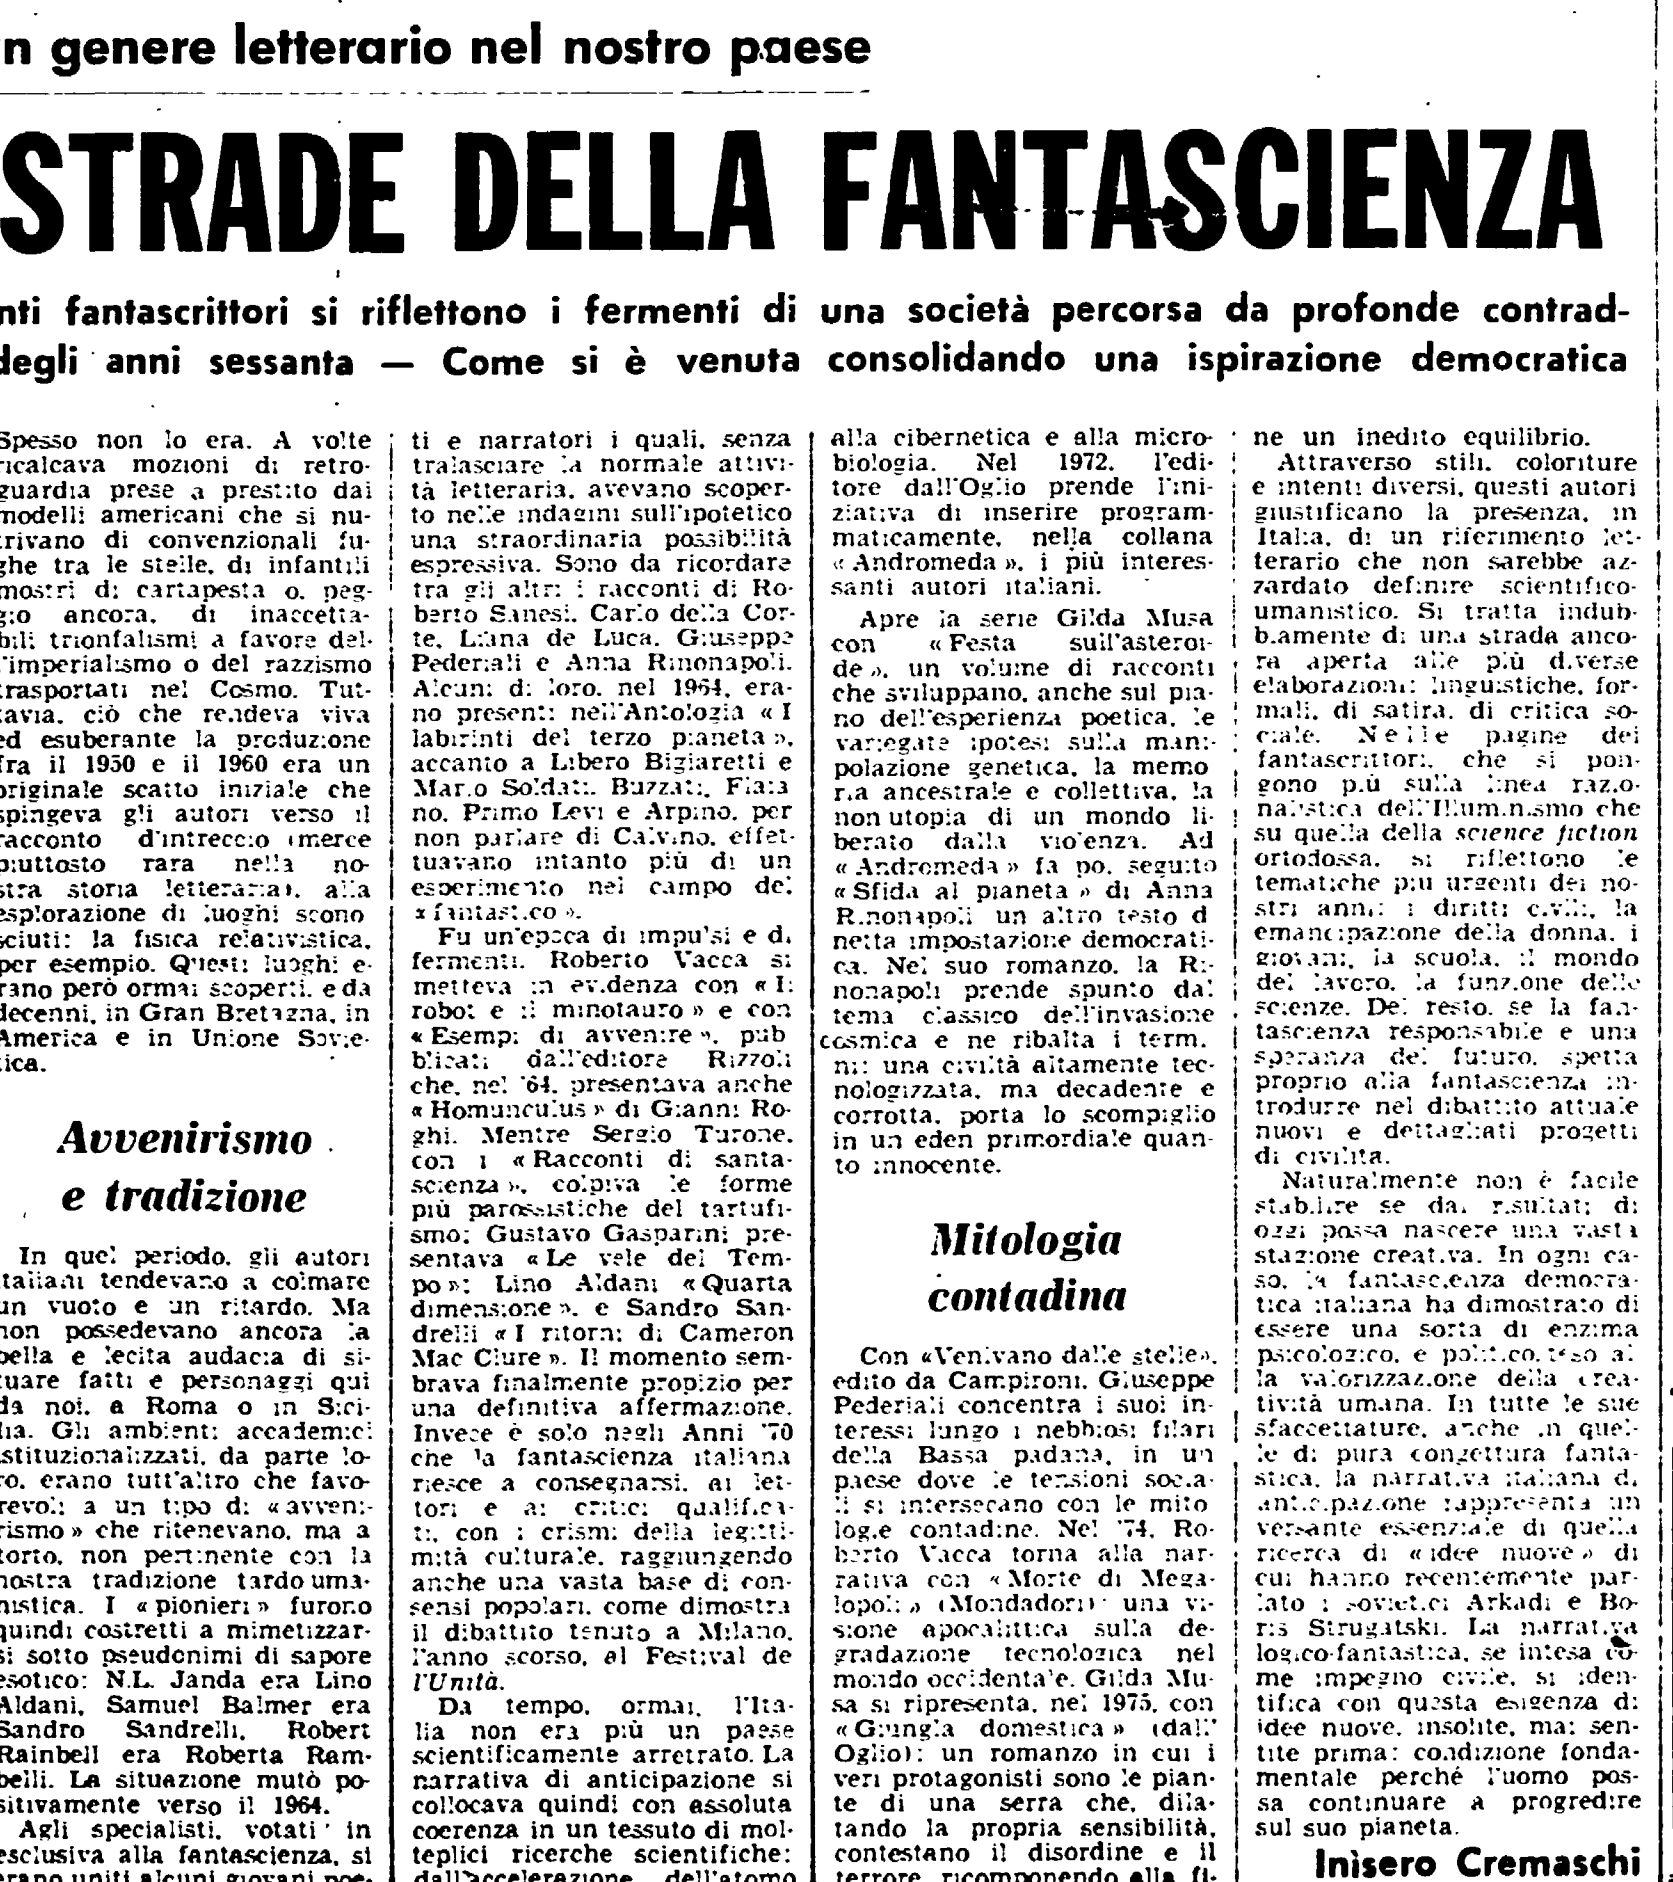 n genere letterario nel nostro paese
STRADE DELLA FANTASCIENZA
nti fantascrittori si riflettono i fermenti di una società percorsa da profonde contrad-
degli anni sessanta — Come si è venuta consolidando una ispirazione democratica
Spesso non lo era. A volte
ricalcava mozioni di retro-
guardia prese a prestito dai
modelli americani che si nu-
trivano di convenzionali fu-
ghe tra le stelle, di infantili
mostri di cartapesta o, peg-
gio ancora, di inaccetta-
bili trionfalismi a favore del-
l'imperialismo o del razzismo
trasportati nel Cosmo. Tut-
tavia, ciò che rendeva viva
ed esuberante la produzione
fra il 1950 e il 1960 era un
originale scatto iniziale che
spingeva gli autori verso il
racconto d'intreccio (merce
piuttosto rara nella no-
stra storia letteraria), alla
esplorazione di luoghi scono
sciuti: la fisica relativistica,
per esempio. Questi luoghi e-
rano però ormai scoperti, e da
decenni, in Gran Bretagna, in
America e in Unione Sovie-
tica.
Avvenirismo
e tradizione
In quel periodo, gli autori
italiani tendevano a colmare
un vuoto e un ritardo. Ma
non possedevano ancora la
bella e lecita audacia di si-
tuare fatti e personaggi qui
da noi, a Roma o in Sici-
lia. Gli ambienti accademici
istituzionalizzati, da parte lo-
ro, erano tutt'altro che favo-
revoli a un tipo di «avveni-
rismo» che ritenevano, ma a
torto, non pertinente con la
nostra tradizione tardo uma-
nistica. I «pionieri» furono
quindi costretti a mimetizzar-
si sotto pseudonimi di sapore
esotico: N.L. Janda era Lino
Aldani, Samuel Balmer era
Sandro Sandrelli, Robert
Rainbell era Roberta Ram-
belli. La situazione mutò po-
sitivamente verso il 1964.
Agli specialisti, votati in
esclusiva alla fantascienza, si
erano uniti alcuni giovani poe-
ti e narratori i quali, senza
tralasciare la normale attivi-
tà letteraria, avevano scoper-
to nelle indagini sull'ipotetico
una straordinaria possibilità
espressiva. Sono da ricordare
tra gli altri i racconti di Ro-
berto Sanesi, Carlo della Cor-
te, Liana de Luca, Giuseppe
Pederiali e Anna Rinonapoli.
Alcuni di loro, nel 1964, era-
no presenti nell'Antologia «I
labirinti del terzo pianeta»,
accanto a Libero Bigiaretti e
Mario Soldati. Buzzati, Flaia
no, Primo Levi e Arpino, per
non parlare di Calvino, effet-
tuavano intanto più di un
esperimento nel campo del
«fantastico».
Fu un'epoca di impulsi e di
fermenti. Roberto Vacca si
metteva in evidenza con «Il
robot e il minotauro» e con
«Esempi di avvenire», pub
blicati dall'editore Rizzoli
che, nel '64, presentava anche
«Homunculus» di Gianni Ro-
ghi. Mentre Sergio Turone,
con i «Racconti di santa-
scienza», colpiva le forme
più parossistiche del tartufi-
smo; Gustavo Gasparini pre-
sentava «Le vele del Tem-
po»; Lino Aldani «Quarta
dimensione», e Sandro San-
drelli «I ritorni di Cameron
Mac Clure». Il momento sem-
brava finalmente propizio per
una definitiva affermazione.
Invece è solo negli Anni '70
che la fantascienza italiana
riesce a consegnarsi, ai let-
tori e ai critici qualifica-
ti, con i crismi della legitti-
mità culturale, raggiungendo
anche una vasta base di con-
sensi popolari, come dimostra
il dibattito tenuto a Milano,
l'anno scorso, al Festival de
l'Unità.
Da tempo, ormai, l'Ita-
lia non era più un paese
scientificamente arretrato. La
narrativa di anticipazione si
collocava quindi con assoluta
coerenza in un tessuto di mol-
teplici ricerche scientifiche:
dall'accelerazione dell'atomo
alla cibernetica e alla micro-
biologia. Nel 1972, l'edi-
tore dall'Oglio prende l'ini-
ziativa di inserire program-
maticamente, nella collana
«Andromeda», i più interes-
santi autori italiani.
Apre la serie Gilda Musa
con «Festa sull'asteroi-
de», un volume di racconti
che sviluppano, anche sul pia-
no dell'esperienza poetica, le
variegate ipotesi sulla mani-
polazione genetica, la memo
ria ancestrale e collettiva, la
non utopia di un mondo li-
berato dalla violenza. Ad
«Andromeda» fa poi seguito
«Sfida al pianeta» di Anna
Rinonapoli un altro testo d
netta impostazione democrati-
ca. Nel suo romanzo, la Ri-
nonapoli prende spunto dal
tema classico dell'invasione
cosmica e ne ribalta i termi
ni: una civiltà altamente tec-
nologizzata, ma decadente e
corrotta, porta lo scompiglio
in un eden primordiale quan-
to innocente.
Mitologia
contadina
Con «Venivano dalle stelle»,
edito da Campironi, Giuseppe
Pederiali concentra i suoi in-
teressi lungo i nebbiosi filari
della Bassa padana, in un
paese dove le tensioni socia-
li si intersecano con le mito
logie contadine. Nel '74, Ro-
berto Vacca torna alla nar-
rativa con «Morte di Mega-
lopoli» (Mondadori) una vi-
sione apocalittica sulla de-
gradazione tecnologica nel
mondo occidentale. Gilda Mu-
sa si ripresenta, nel 1975, con
«Giungla domestica» (dall'
Oglio): un romanzo in cui i
veri protagonisti sono le pian-
te di una serra che, dila-
tando la propria sensibilità,
contestano il disordine e il
terrore, ricomponendo alla fi-
ne un inedito equilibrio.
Attraverso stili, coloriture
e intenti diversi, questi autori
giustificano la presenza, in
Italia, di un riferimento let-
terario che non sarebbe az-
zardato definire scientifico-
umanistico. Si tratta indub-
biamente di una strada anco-
ra aperta alle più diverse
elaborazioni: linguistiche, for-
mali, di satira, di critica so-
ciale. Nelle pagine dei
fantascrittori, che si pon-
gono più sulla linea razio-
nalistica dell'Illuminismo che
su quella della science fiction
ortodossa, si riflettono le
tematiche più urgenti dei no-
stri anni: i diritti civili, la
emancipazione della donna, i
giovani, la scuola, il mondo
del lavoro, la funzione delle
scienze. Del resto, se la fan-
tascienza responsabile e una
speranza del futuro, spetta
proprio alla fantascienza in-
trodurre nel dibattito attuale
nuovi e dettagliati progetti
di civiltà.
Naturalmente non è facile
stabilire se dai risultati di
oggi possa nascere una vasta
stagione creativa. In ogni ca-
so, la fantascienza democra-
tica italiana ha dimostrato di
essere una sorta di enzima
psicologico, e politico, teso al
la valorizzazione della crea-
tività umana. In tutte le sue
sfaccettature, anche in quel-
le di pura congettura fanta-
stica, la narrativa italiana di
anticipazione rappresenta un
versante essenziale di quella
ricerca di «idee nuove» di
cui hanno recentemente par-
lato i sovietici Arkadi e Bo-
ris Strugatski. La narrativa
logico-fantastica, se intesa co-
me impegno civile, si iden-
tifica con questa esigenza di
idee nuove, insolite, mai sen-
tite prima: condizione fonda-
mentale perché l'uomo pos-
sa continuare a progredire
sul suo pianeta.
Inìsero Cremaschi